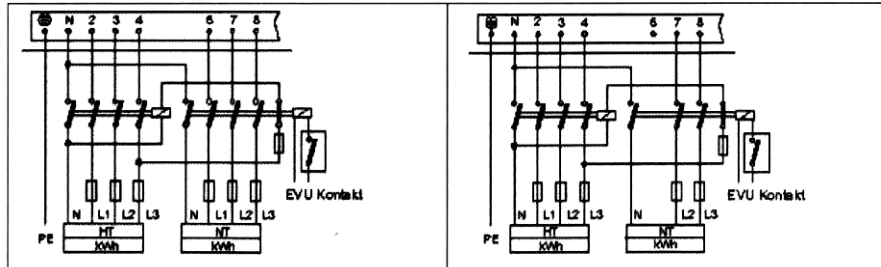 N 2 3 4 6 7 8
EVU Kontakt
N L1 L2 L3 N L1 L2 L3
PE
HT
kWh
NT
kWh
N 2 3 4 6 7 8
EVU Kontakt
N L1 L2 L3 N L2 L3
PE
HT
kWh
NT
kWh